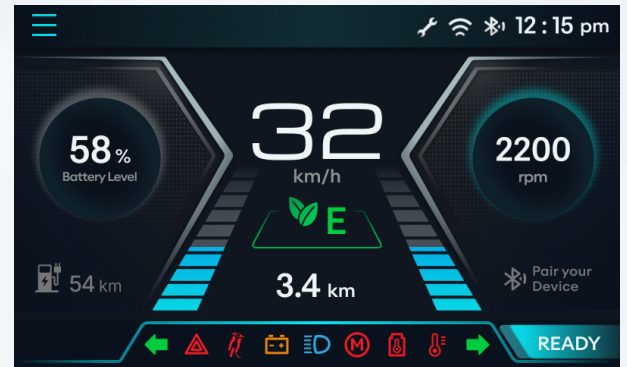 12:15 pm
58%
Battery Level
32
km/h
2200
rpm
E
54 km
3.4 km
Pair your
Device
M
READY